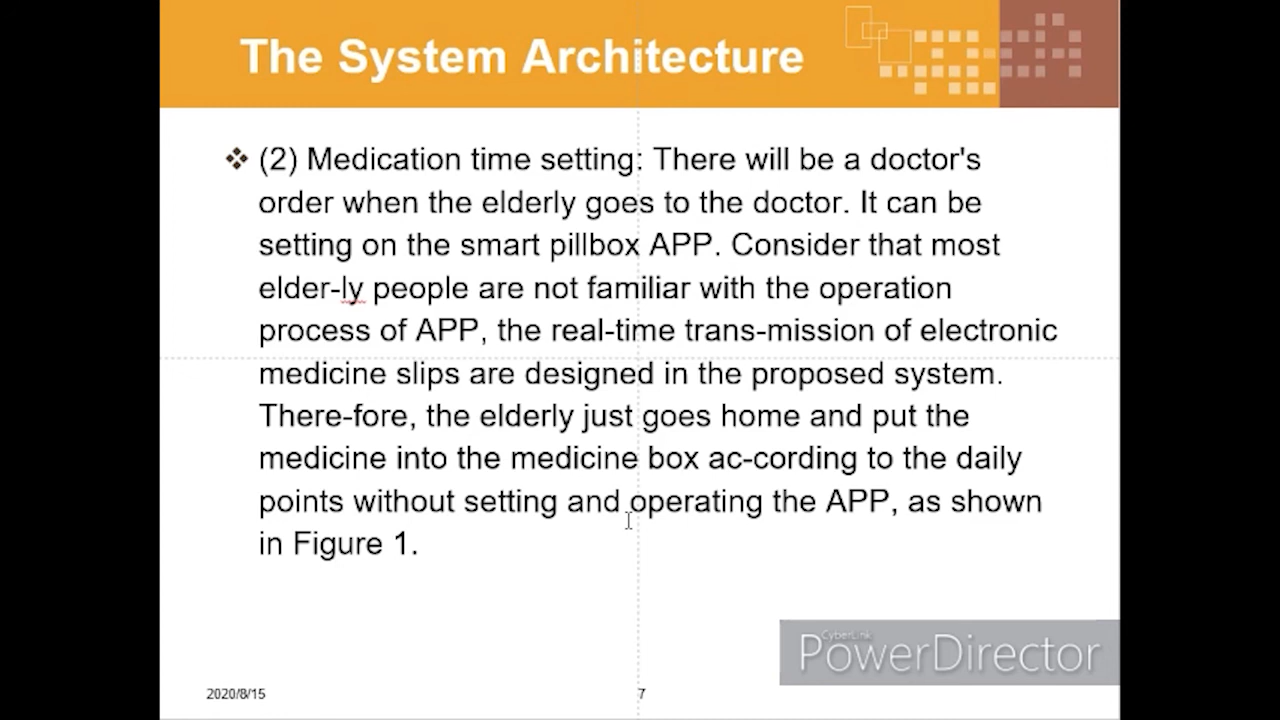 The System Architecture
(2) Medication time setting: There will be a doctor's
order when the elderly goes to the doctor. It can be
setting on the smart pillbox APP. Consider that most
elder-ly people are not familiar with the operation
process of APP, the real-time trans-mission of electronic
medicine slips are designed in the proposed system.
There-fore, the elderly just goes home and put the
medicine into the medicine box ac-cording to the daily
points without setting and operating the APP, as shown
in Figure 1.
CyberLink
PowerDirector
2020/8/15
7